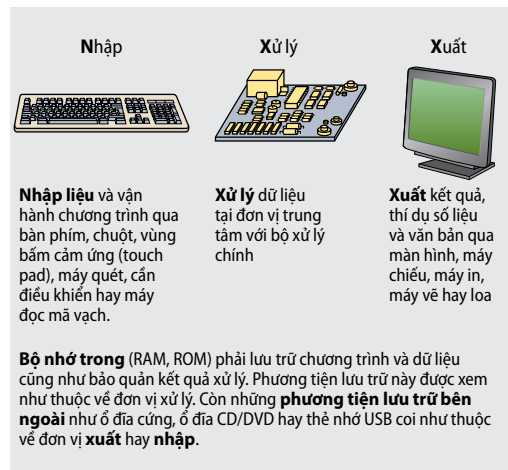 Nhập
Xử lý
Xuất
Nhập liệu và vận
hành chương trình qua
bàn phím, chuột, vùng
bấm cảm ứng (touch
pad), máy quét, cần
điều khiển hay máy
đọc mã vạch.
Xử lý dữ liệu
tại đơn vị trung
tâm với bộ xử lý
chính
Xuất kết quả,
thí dụ số liệu
và văn bản qua
màn hình, máy
chiếu, máy in,
máy vẽ hay loa
Bộ nhớ trong (RAM, ROM) phải lưu trữ chương trình và dữ liệu
cũng như bảo quản kết quả xử lý. Phương tiện lưu trữ này được xem
như thuộc về đơn vị xử lý. Còn những phương tiện lưu trữ bên
ngoài như ổ đĩa cứng, ổ đĩa CD/DVD hay thẻ nhớ USB coi như thuộc
về đơn vị xuất hay nhập.